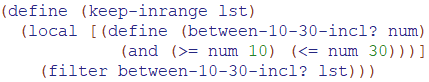 (define (keep-inrange lst)
  (local [(define (between-10-30-incl? num)
            (and (>= num 10) (<= num 30)))]
    (filter between-10-30-incl? lst)))